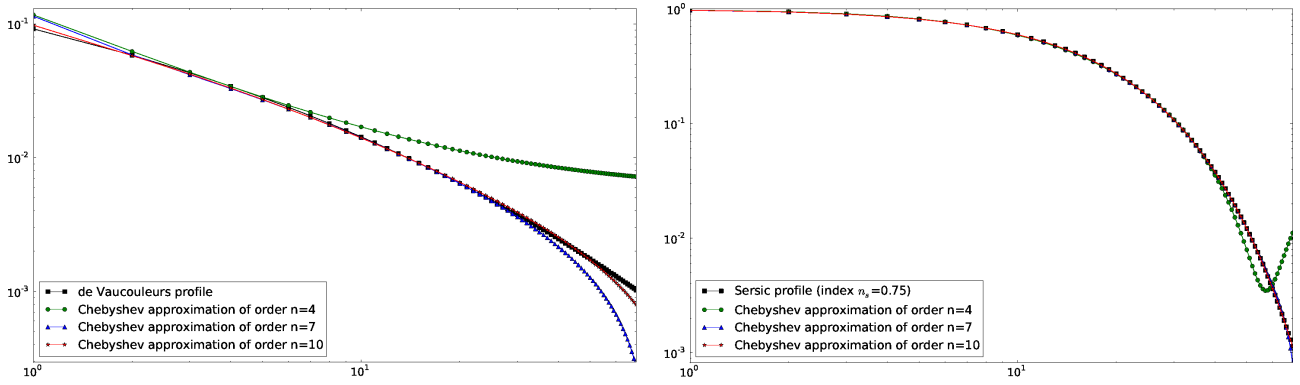 10⁻¹
10⁻²
10⁻³
10⁰
10¹
de Vaucouleurs profile
Chebyshev approximation of order n=4
Chebyshev approximation of order n=7
Chebyshev approximation of order n=10
10⁰
10⁻¹
10⁻²
10⁻³
10⁰
10¹
Sersic profile (index nₛ=0.75)
Chebyshev approximation of order n=4
Chebyshev approximation of order n=7
Chebyshev approximation of order n=10